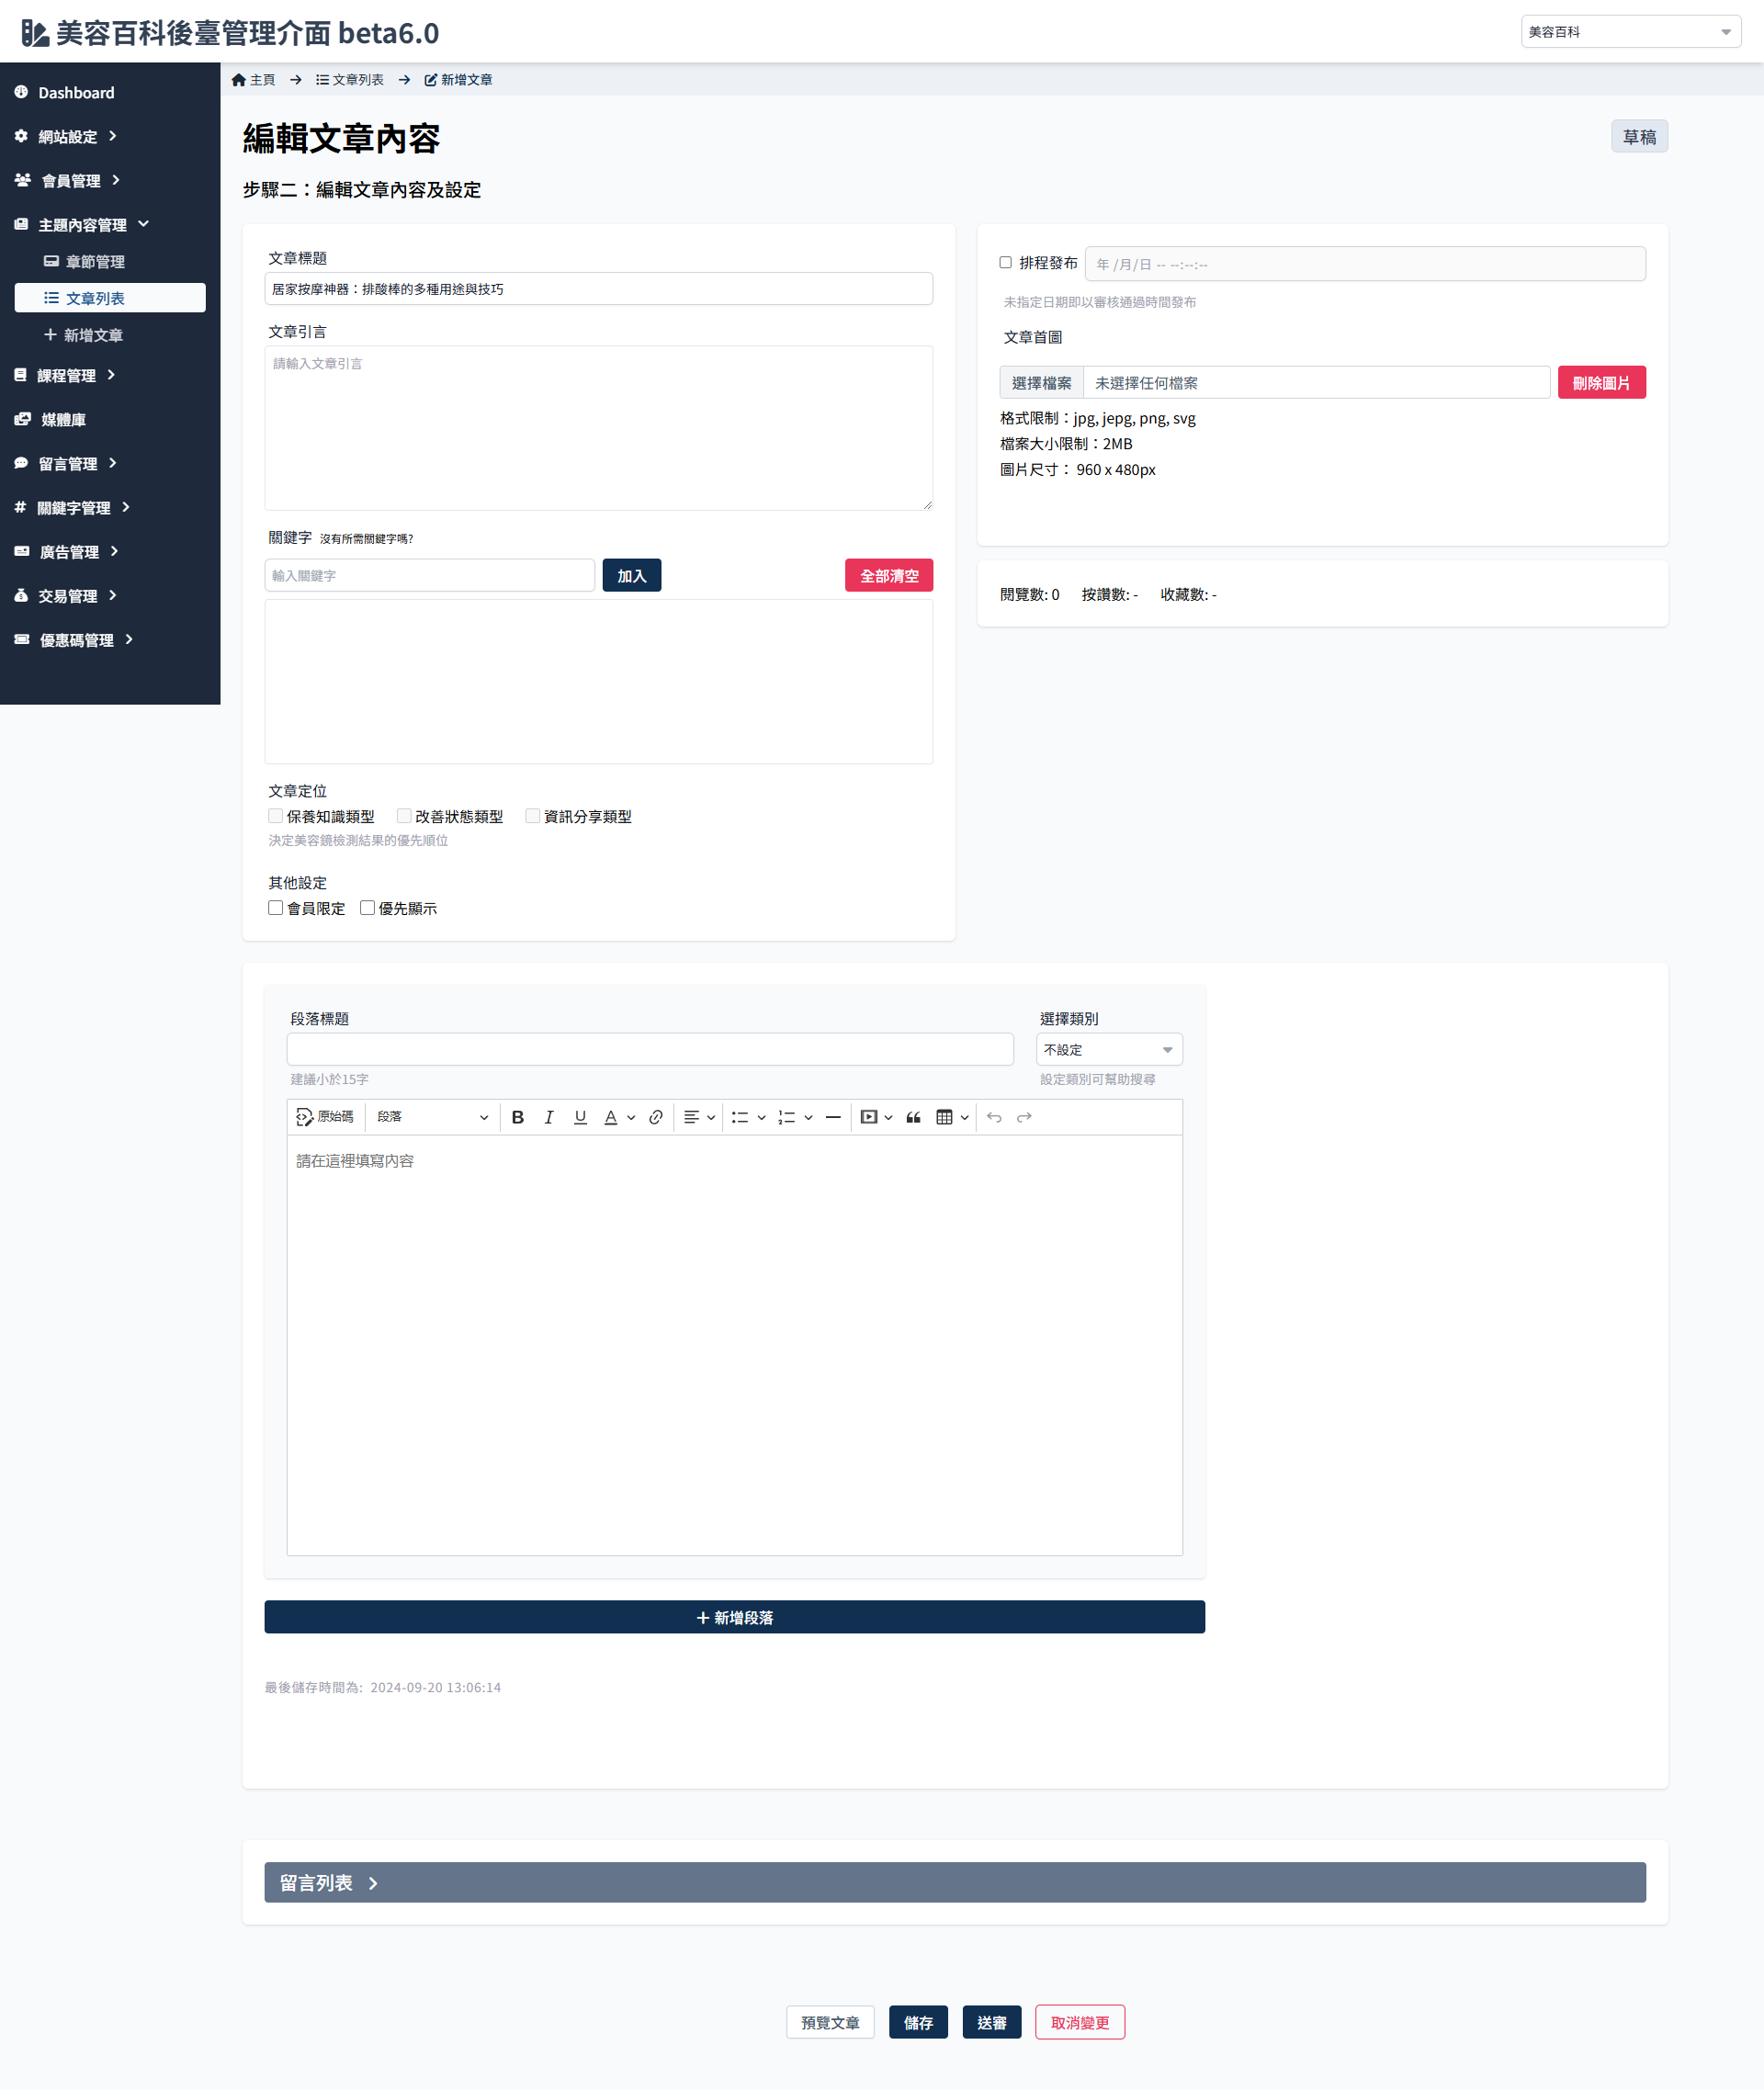 美容百科後臺管理介面 beta6.0
美容百科
主頁 → 文章列表 → 新增文章
Dashboard
網站設定
會員管理
主題內容管理
章節管理
文章列表
新增文章
課程管理
媒體庫
留言管理
關鍵字管理
廣告管理
交易管理
優惠碼管理
編輯文章內容
草稿
步驟二：編輯文章內容及設定
文章標題
居家按摩神器：排酸棒的多種用途與技巧
文章引言
請輸入文章引言
關鍵字 沒有所需關鍵字嗎?
輸入關鍵字
加入
全部清空
文章定位
保養知識類型 改善狀態類型 資訊分享類型
決定美容鏡檢測結果的優先順位
其他設定
會員限定 優先顯示
排程發布 年 /月/日 -- --:--:--
未指定日期即以審核通過時間發布
文章首圖
選擇檔案 未選擇任何檔案
刪除圖片
格式限制：jpg, jepg, png, svg
檔案大小限制：2MB
圖片尺寸： 960 x 480px
閱覽數: 0 按讚數: - 收藏數: -
段落標題
建議小於15字
選擇類別
不設定
設定類別可幫助搜尋
原始碼 段落
請在這裡填寫內容
新增段落
最後儲存時間為: 2024-09-20 13:06:14
留言列表
預覽文章
儲存
送審
取消變更